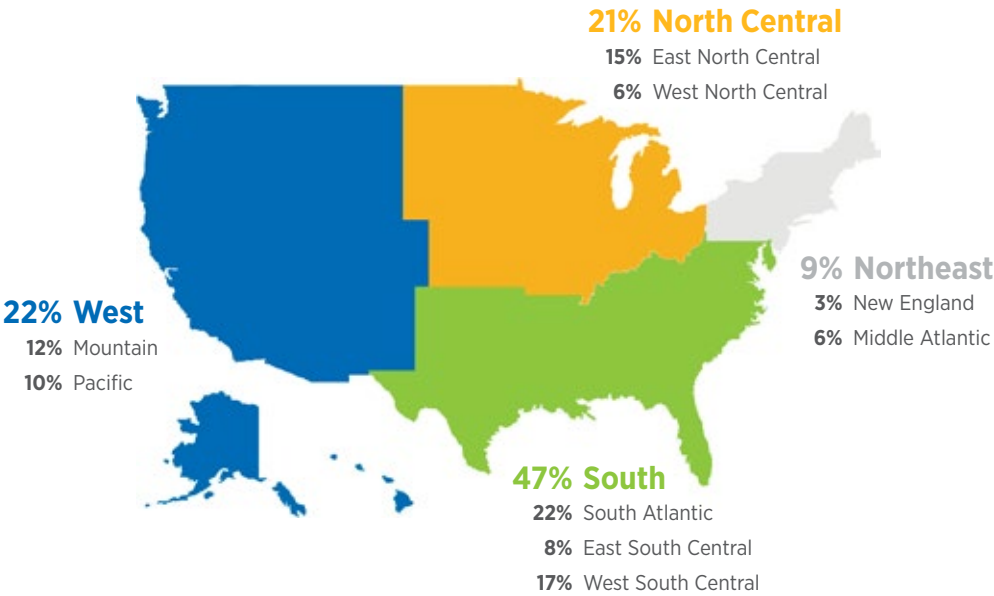 21% North Central
15% East North Central
6% West North Central
9% Northeast
3% New England
6% Middle Atlantic
22% West
12% Mountain
10% Pacific
47% South
22% South Atlantic
8% East South Central
17% West South Central